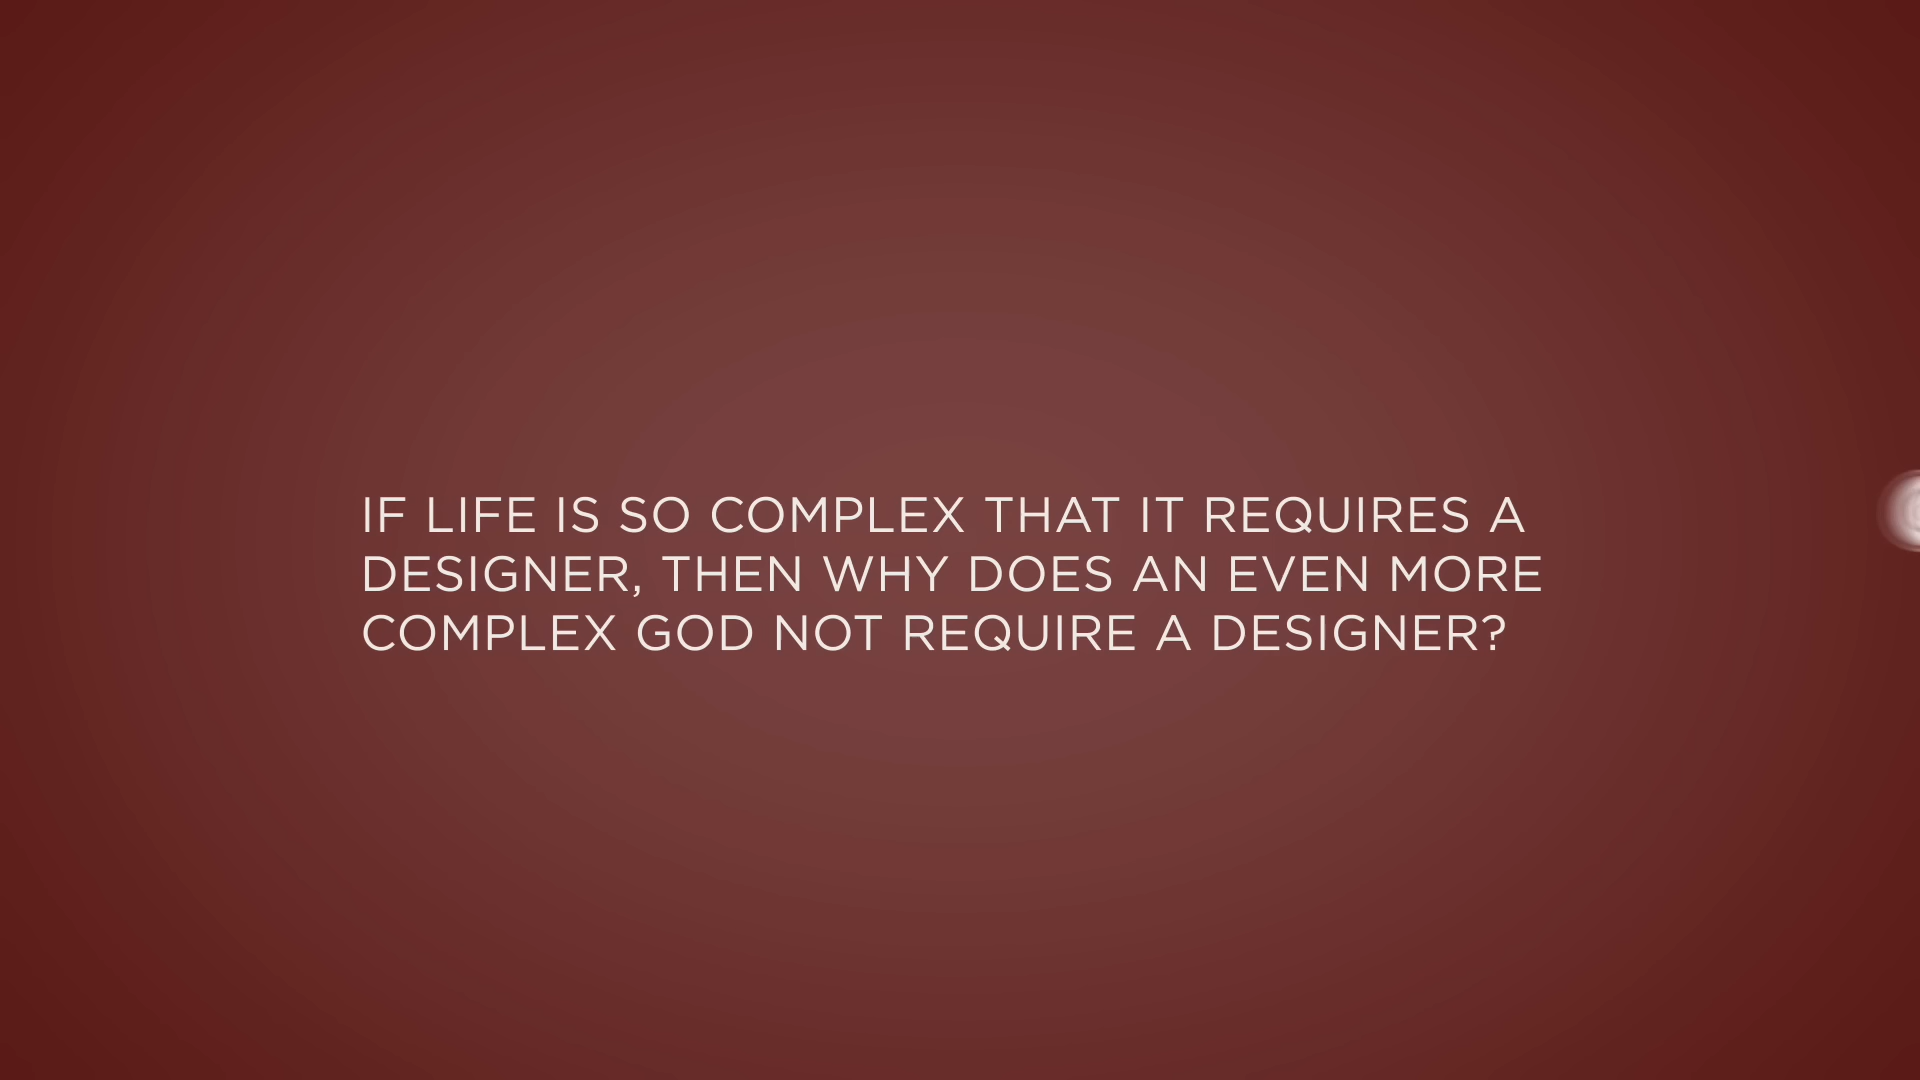 IF LIFE IS SO COMPLEX THAT IT REQUIRES A
DESIGNER, THEN WHY DOES AN EVEN MORE
COMPLEX GOD NOT REQUIRE A DESIGNER?